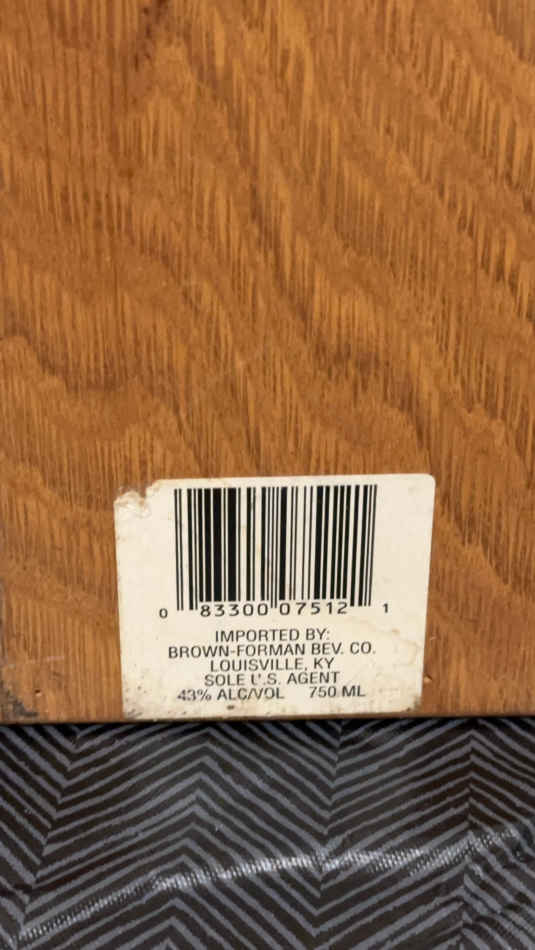 0 83300 07512 1
IMPORTED BY:
BROWN-FORMAN BEV. CO.
LOUISVILLE, KY
SOLE U.S. AGENT
43% ALC/VOL 750 ML